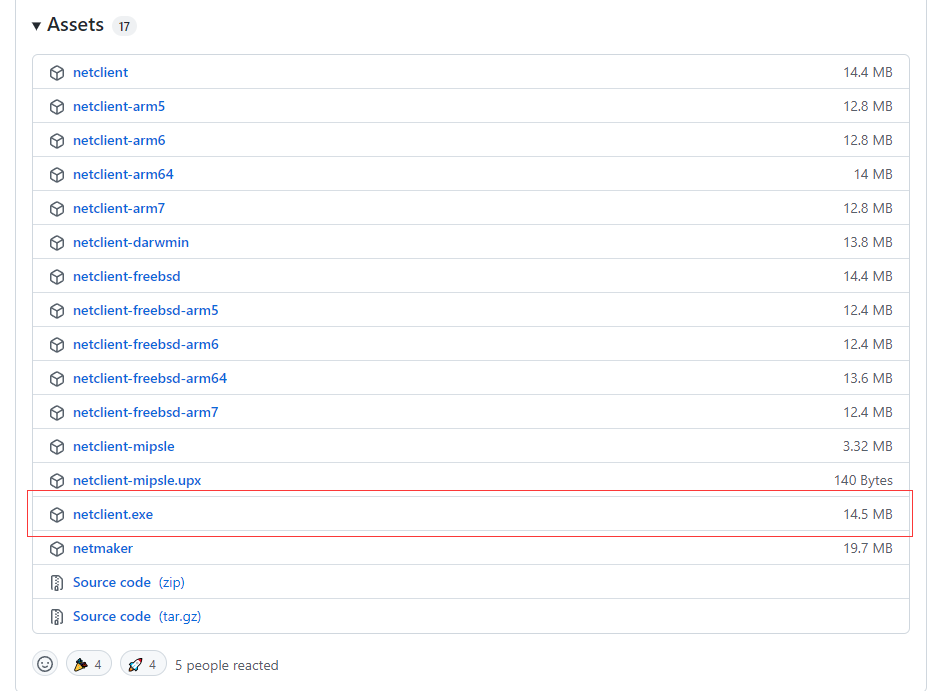 Assets 17
netclient 14.4 MB
netclient-arm5 12.8 MB
netclient-arm6 12.8 MB
netclient-arm64 14 MB
netclient-arm7 12.8 MB
netclient-darwmin 13.8 MB
netclient-freebsd 14.4 MB
netclient-freebsd-arm5 12.4 MB
netclient-freebsd-arm6 12.4 MB
netclient-freebsd-arm64 13.6 MB
netclient-freebsd-arm7 12.4 MB
netclient-mipsle 3.32 MB
netclient-mipsle.upx 140 Bytes
netclient.exe 14.5 MB
netmaker 19.7 MB
Source code (zip)
Source code (tar.gz)
4 4 5 people reacted